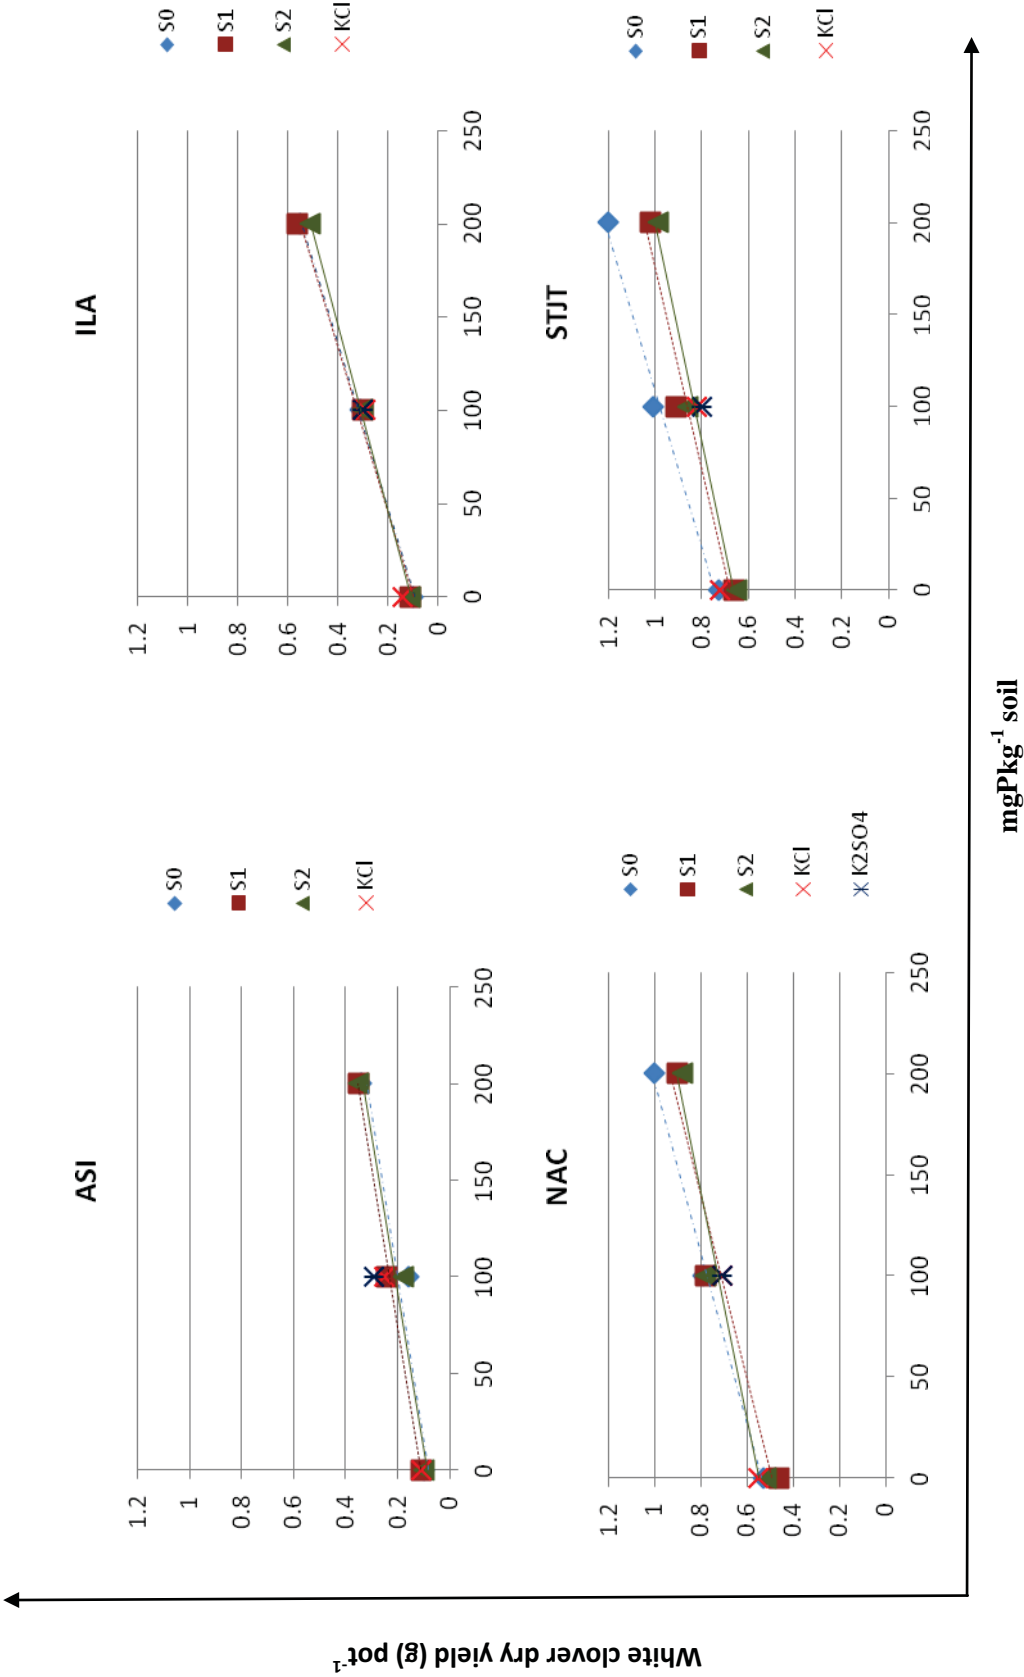 ASI
1.2
1
0.8
0.6
0.4
0.2
0
0 50 100 150 200 250
S0
S1
S2
KCl
ILA
1.2
1
0.8
0.6
0.4
0.2
0
0 50 100 150 200 250
S0
S1
S2
KCl
NAC
1.2
1
0.8
0.6
0.4
0.2
0
0 50 100 150 200 250
S0
S1
S2
KCl
K2SO4
STJT
1.2
1
0.8
0.6
0.4
0.2
0
0 50 100 150 200 250
S0
S1
S2
KCl
White clover dry yield (g) pot⁻¹
mgPkg⁻¹ soil